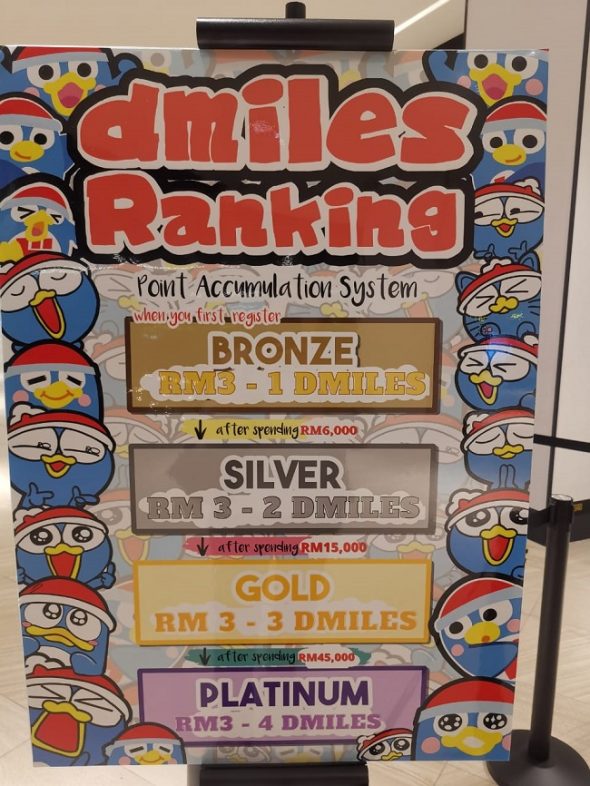 dmiles
Ranking
Point Accumulation System
when you first register
BRONZE
RM3 - 1 DMILES
after spending RM6,000
SILVER
RM 3 - 2 DMILES
after spending RM15,000
GOLD
RM 3 - 3 DMILES
after spending RM45,000
PLATINUM
RM3 - 4 DMILES